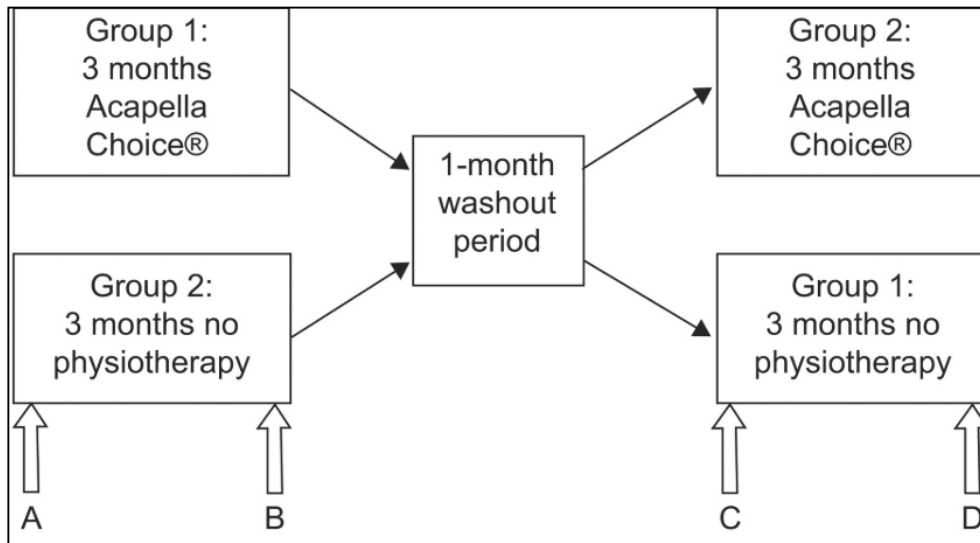 Group 1:
3 months
Acapella
Choice®
Group 2:
3 months no
physiotherapy
1-month
washout
period
Group 2:
3 months
Acapella
Choice®
Group 1:
3 months no
physiotherapy
A
B
C
D